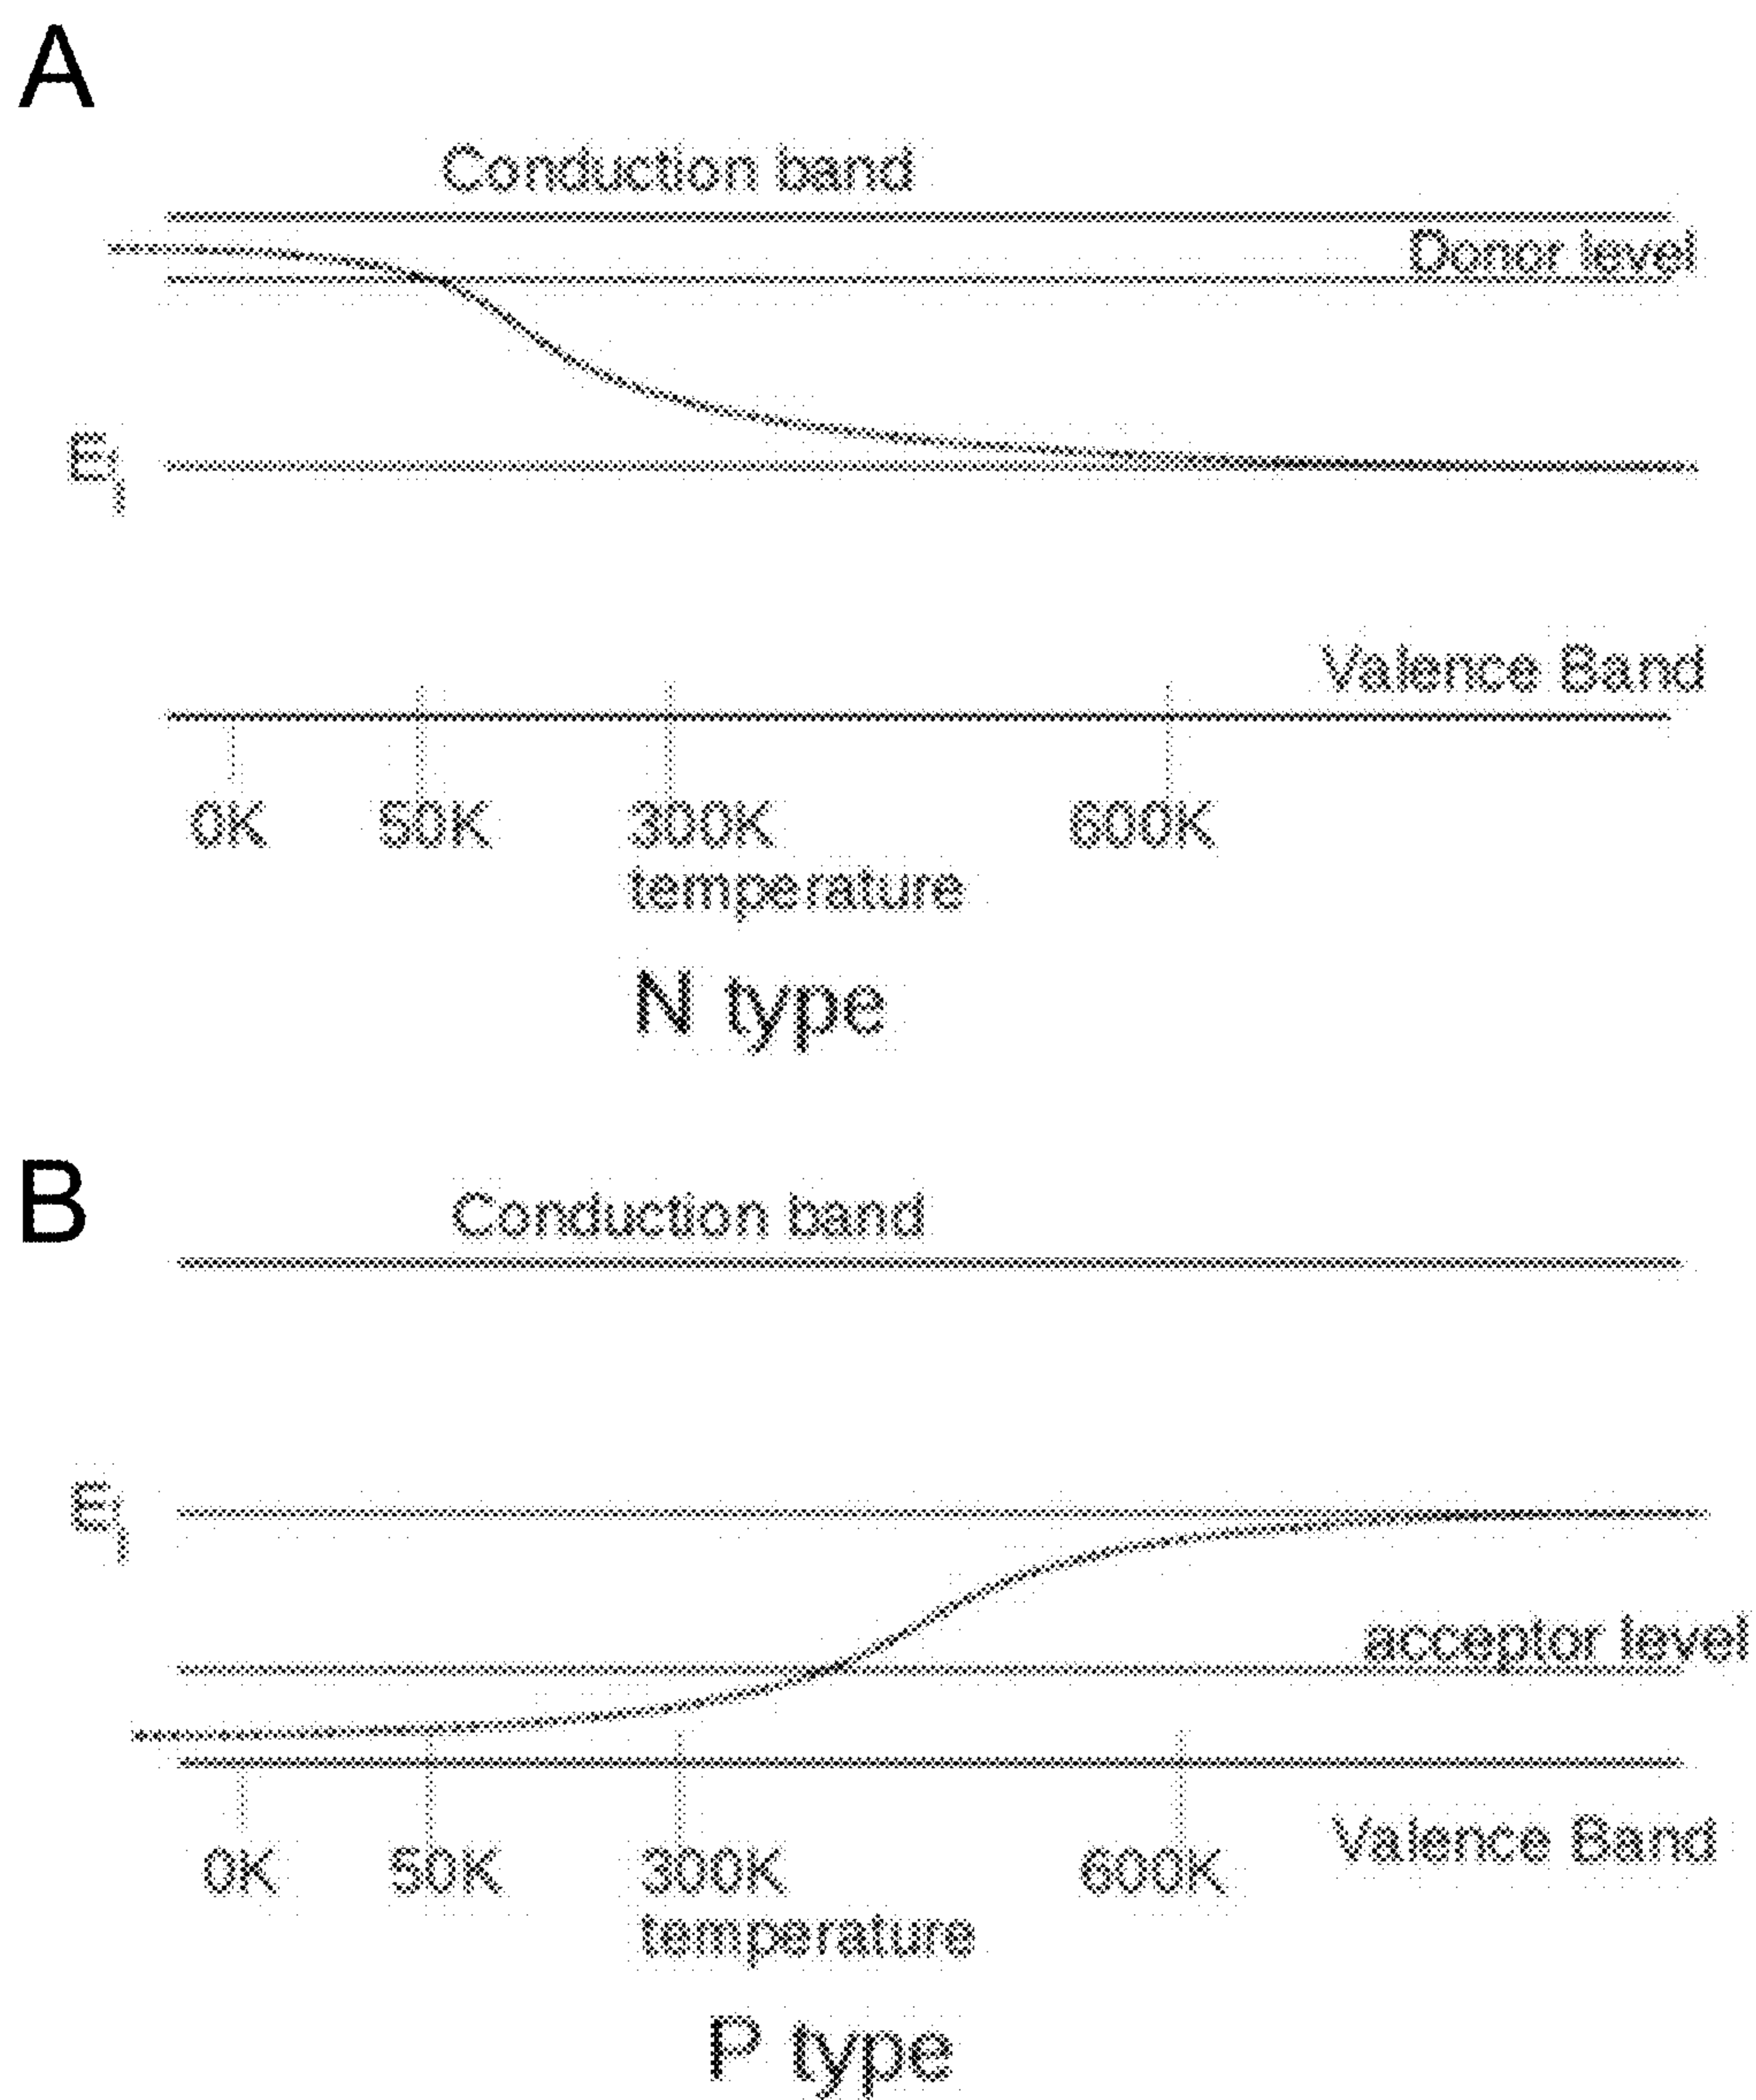 A
Conduction band
Donor level
Ei
Valence Band
0K 50K 300K 600K
temperature
N type
B
Conduction band
Ei
acceptor level
0K 50K 300K 600K Valence Band
temperature
P type